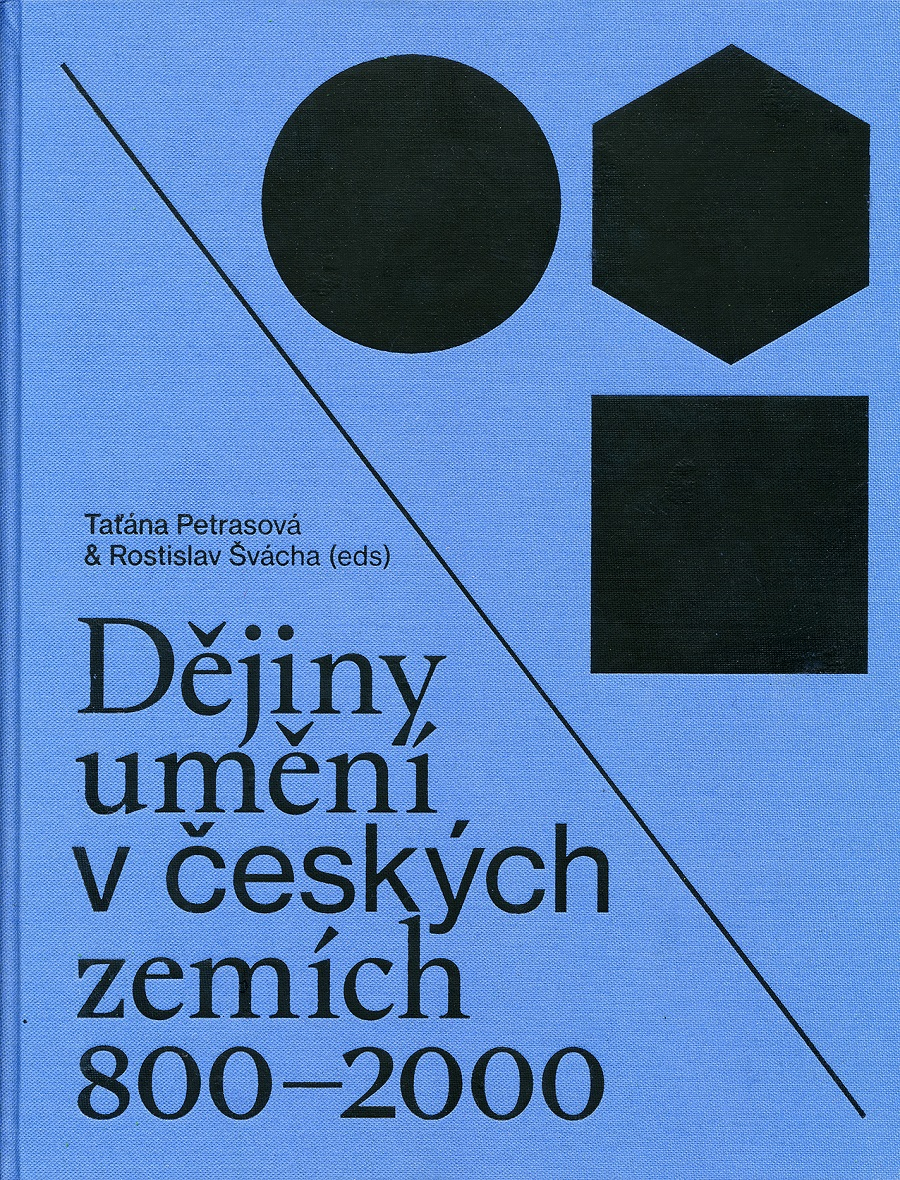 Taťána Petrasová
& Rostislav Švácha (eds)
Dějiny
umění
v českých
zemích
800–2000